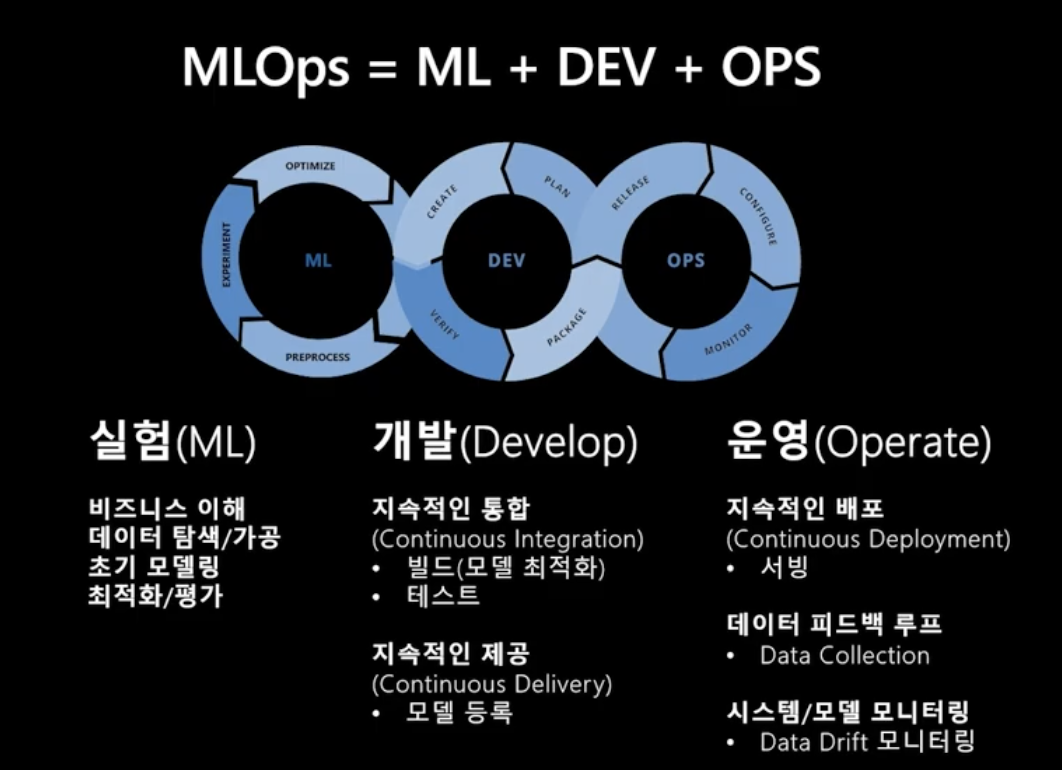 MLOps = ML + DEV + OPS
OPTIMIZE
EXPERIMENT
ML
PREPROCESS
CREATE
PLAN
DEV
VERIFY
PACKAGE
RELEASE
CONFIGURE
OPS
MONITOR
실험(ML)
비즈니스 이해
데이터 탐색/가공
초기 모델링
최적화/평가
개발(Develop)
지속적인 통합
(Continuous Integration)
• 빌드(모델 최적화)
• 테스트
지속적인 제공
(Continuous Delivery)
• 모델 등록
운영(Operate)
지속적인 배포
(Continuous Deployment)
• 서빙
데이터 피드백 루프
• Data Collection
시스템/모델 모니터링
• Data Drift 모니터링